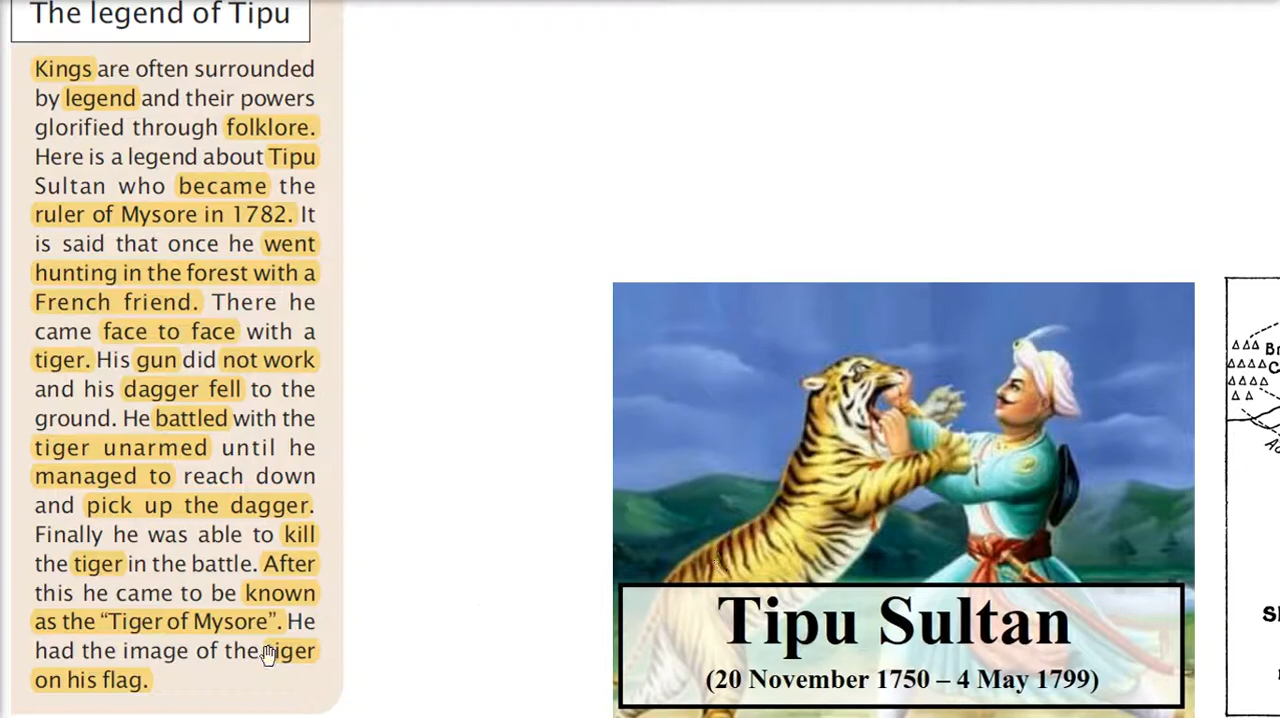 The legend of Tipu
Kings are often surrounded
by legend and their powers
glorified through folklore.
Here is a legend about Tipu
Sultan who became the
ruler of Mysore in 1782. It
is said that once he went
hunting in the forest with a
French friend. There he
came face to face with a
tiger. His gun did not work
and his dagger fell to the
ground. He battled with the
tiger unarmed until he
managed to reach down
and pick up the dagger.
Finally he was able to kill
the tiger in the battle. After
this he came to be known
as the “Tiger of Mysore”. He
had the image of the tiger
on his flag.
Tipu Sultan
(20 November 1750 – 4 May 1799)